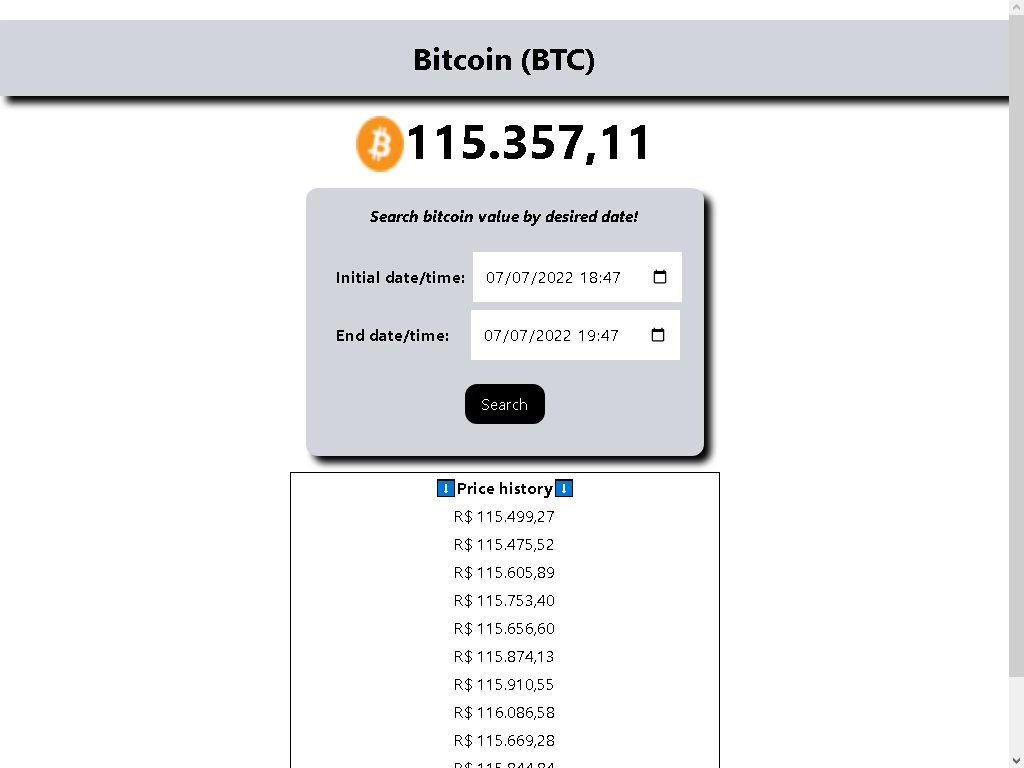 Bitcoin (BTC)
115.357,11
Search bitcoin value by desired date!
Initial date/time: 07/07/2022 18:47
End date/time: 07/07/2022 19:47
Search
⬇Price history⬇
R$ 115.499,27
R$ 115.475,52
R$ 115.605,89
R$ 115.753,40
R$ 115.656,60
R$ 115.874,13
R$ 115.910,55
R$ 116.086,58
R$ 115.669,28